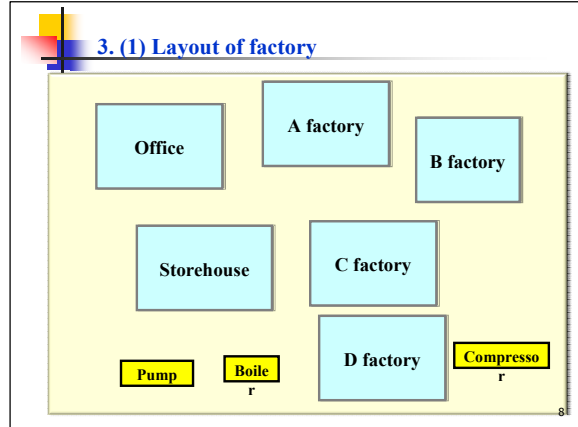 3. (1) Layout of factory
Office
A factory
B factory
Storehouse
C factory
Pump
Boile
r
D factory
Compresso
r
8